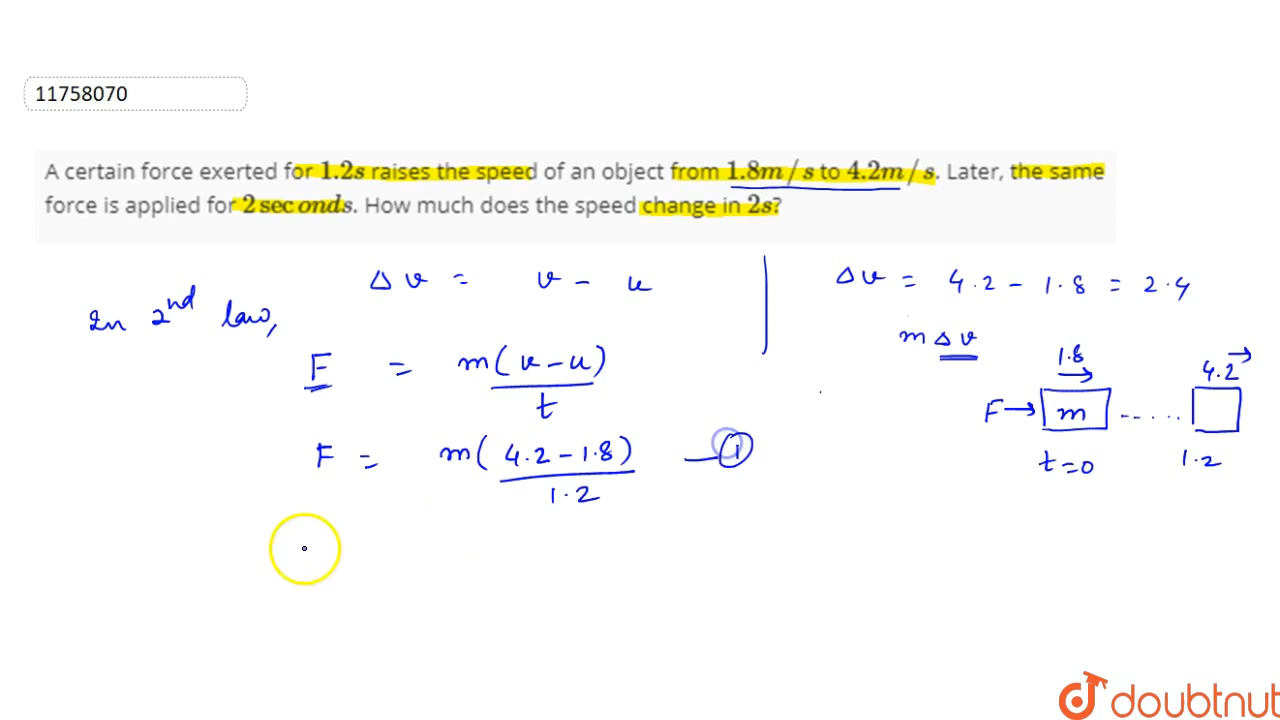 11758070
A certain force exerted for 1.2s raises the speed of an object from 1.8m/s to 4.2m/s. Later, the same
force is applied for 2 seconds. How much does the speed change in 2s?
Δv = v - u
Δv = 4.2 - 1.8 = 2.4
In 2nd law,
mΔv
F = m(v-u)/t
1.8 → 4.2 →
F → m .....
t=0 1.2
F = m(4.2-1.8)/1.2 —①
doubtnut